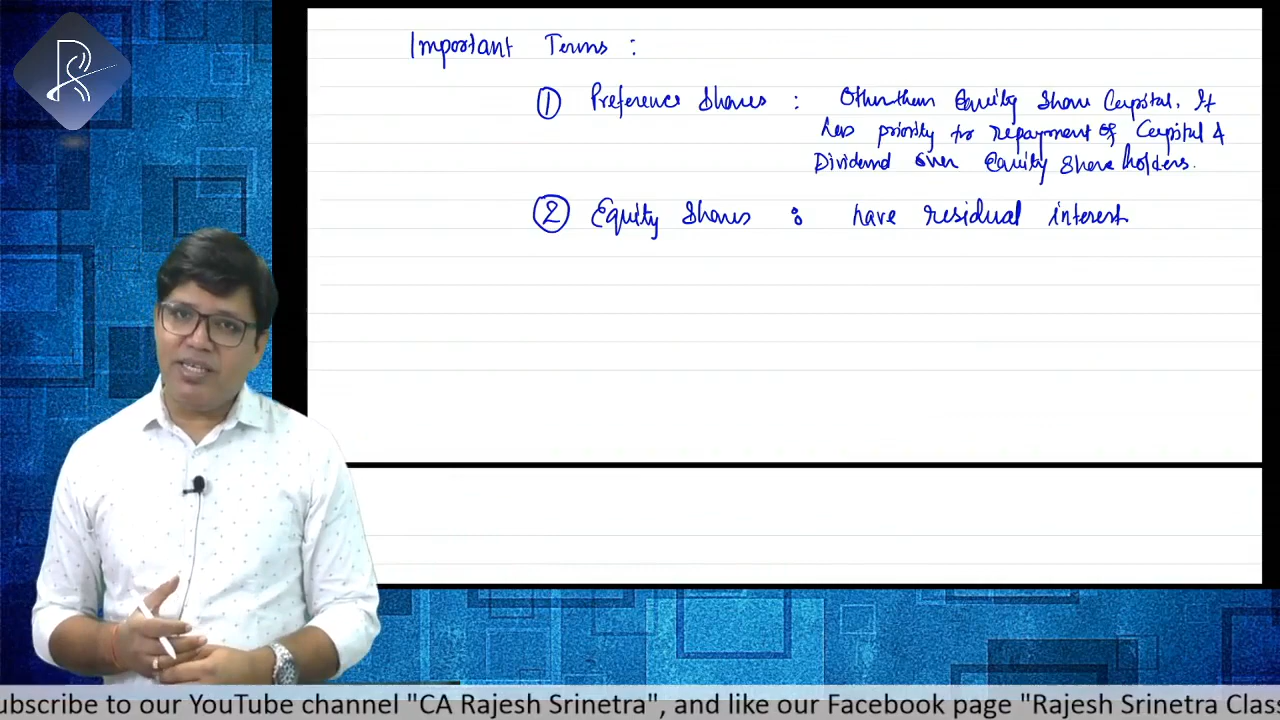 RS
Important Terms :
① Preference Shares : Other than Equity Share Capital. It
has priority for repayment of Capital &
Dividend over Equity Share holders.
② Equity Shares : have residual interest
ubscribe to our YouTube channel "CA Rajesh Srinetra", and like our Facebook page "Rajesh Srinetra Clas